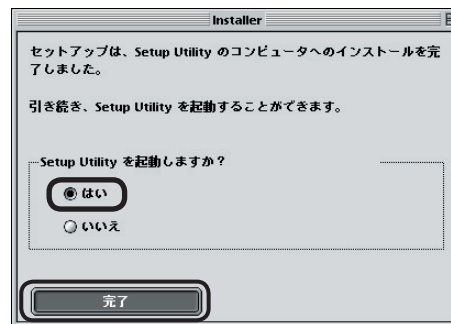 Installer
セットアップは、Setup Utility のコンピュータへのインストールを完
了しました。
引き続き、Setup Utility を起動することができます。
Setup Utility を起動しますか？
はい
いいえ
完了